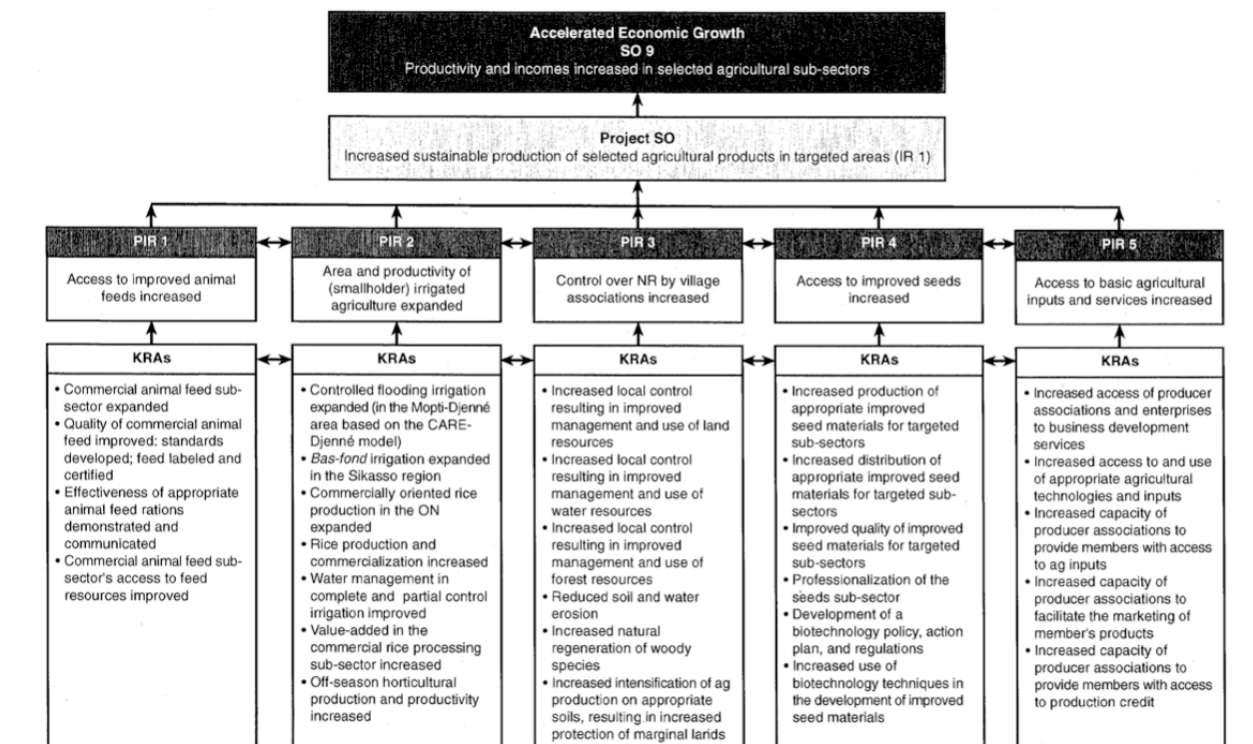 Accelerated Economic Growth
SO 9
Productivity and incomes increased in selected agricultural sub-sectors
Project SO
Increased sustainable production of selected agricultural products in targeted areas (IR 1)
PIR 1
Access to improved animal
feeds increased
PIR 2
Area and productivity of
(smallholder) irrigated
agriculture expanded
PIR 3
Control over NR by village
associations increased
PIR 4
Access to improved seeds
increased
PIR 5
Access to basic agricultural
inputs and services increased
KRAs
• Commercial animal feed sub-
sector expanded
• Quality of commercial animal
feed improved: standards
developed; feed labeled and
certified
• Effectiveness of appropriate
animal feed rations
demonstrated and
communicated
• Commercial animal feed sub-
sector's access to feed
resources improved
KRAs
• Controlled flooding irrigation
expanded (in the Mopti-Djenné
area based on the CARE-
Djenné model)
• Bas-fond irrigation expanded
in the Sikasso region
• Commercially oriented rice
production in the ON
expanded
• Rice production and
commercialization increased
• Water management in
complete and partial control
irrigation improved
• Value-added in the
commercial rice processing
sub-sector increased
• Off-season horticultural
production and productivity
increased
KRAs
• Increased local control
resulting in improved
management and use of land
resources
• Increased local control
resulting in improved
management and use of
water resources
• Increased local control
resulting in improved
management and use of
forest resources
• Reduced soil and water
erosion
• Increased natural
regeneration of woody
species
• Increased intensification of ag
production on appropriate
soils, resulting in increased
protection of marginal lands
KRAs
• Increased production of
appropriate improved
seed materials for targeted
sub-sectors
• Increased distribution of
appropriate improved seed
materials for targeted sub-
sectors
• Improved quality of improved
seed materials for targeted
sub-sectors
• Professionalization of the
seeds sub-sector
• Development of a
biotechnology policy, action
plan, and regulations
• Increased use of
biotechnology techniques in
the development of improved
seed materials
KRAs
• Increased access of producer
associations and enterprises
to business development
services
• Increased access to and use
of appropriate agricultural
technologies and inputs
• Increased capacity of
producer associations to
provide members with access
to ag inputs
• Increased capacity of
producer associations to
facilitate the marketing of
member's products
• Increased capacity of
producer associations to
provide members with access
to production credit